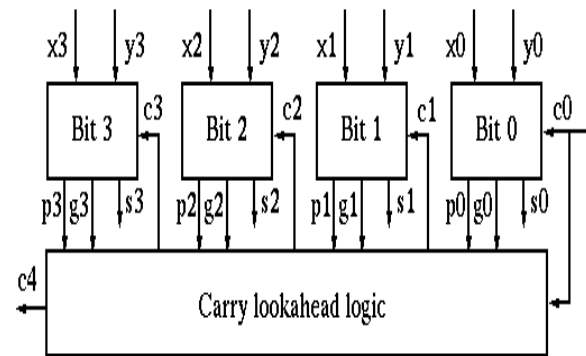 x3 y3 x2 y2 x1 y1 x0 y0
c3 c2 c1 c0
Bit 3 Bit 2 Bit 1 Bit 0
p3 g3 s3 p2 g2 s2 p1 g1 s1 p0 g0 s0
c4
Carry lookahead logic